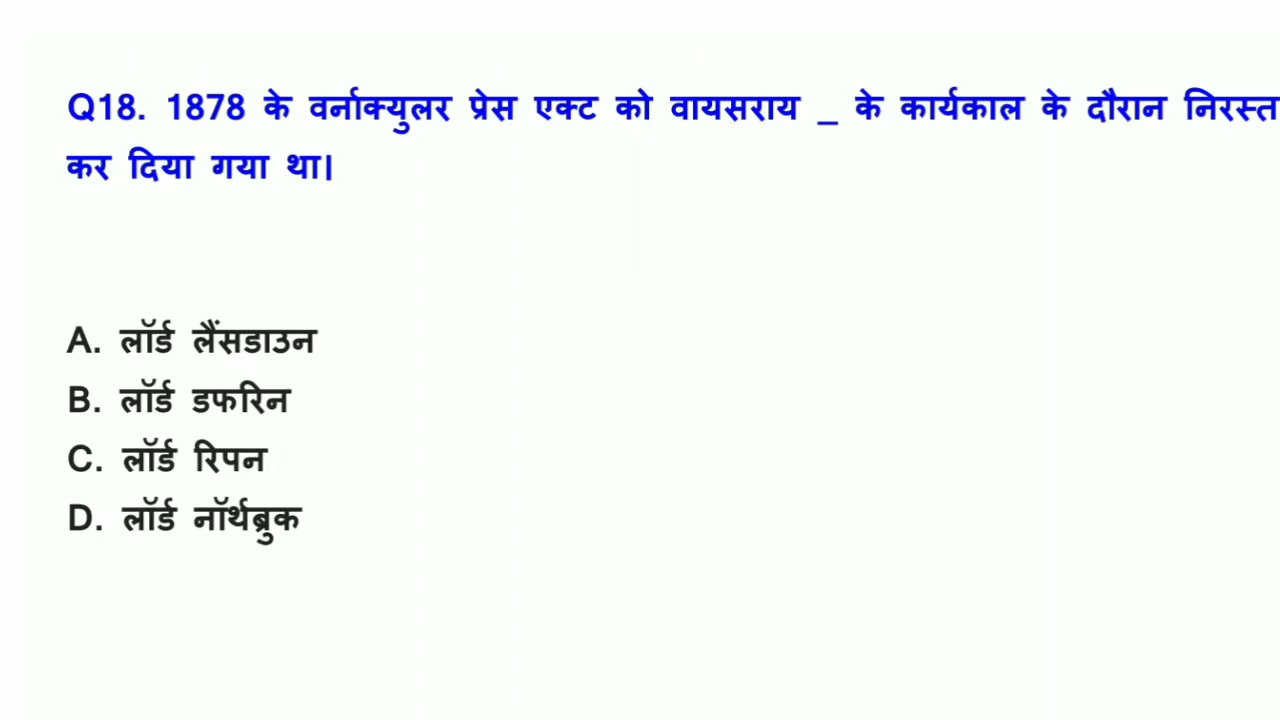 Q18. 1878 के वर्नाक्युलर प्रेस एक्ट को वायसराय _ के कार्यकाल के दौरान निरस्त
कर दिया गया था।
A. लॉर्ड लैंसडाउन
B. लॉर्ड डफरिन
C. लॉर्ड रिपन
D. लॉर्ड नॉर्थब्रुक